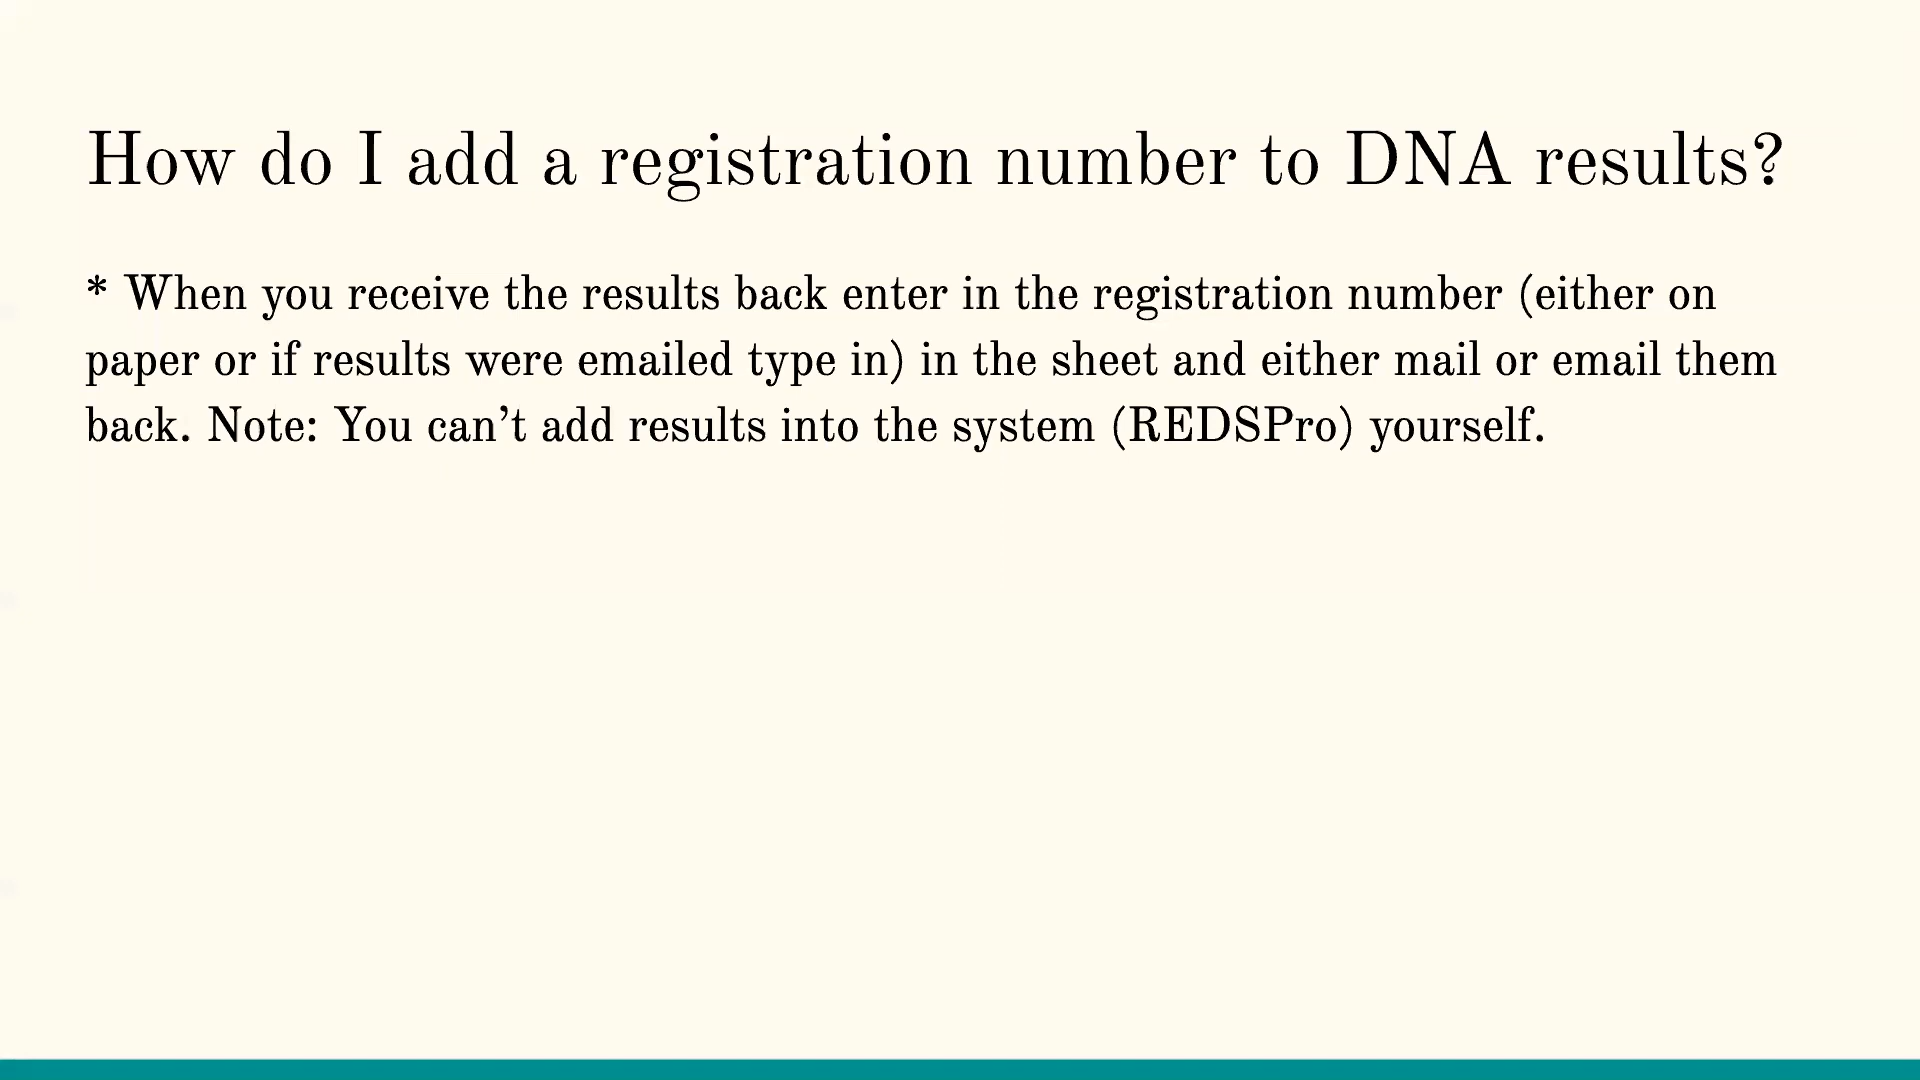 How do I add a registration number to DNA results?
* When you receive the results back enter in the registration number (either on
paper or if results were emailed type in) in the sheet and either mail or email them
back. Note: You can’t add results into the system (REDSPro) yourself.